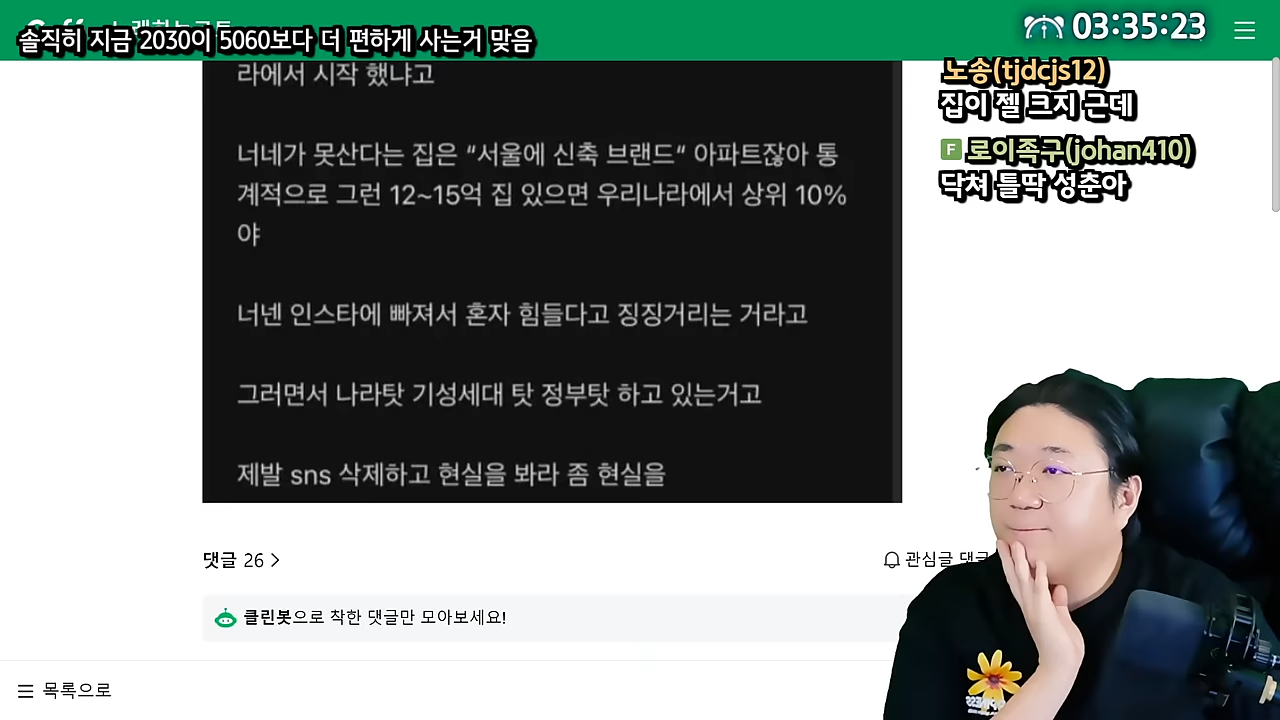 솔직히 지금 2030이 5060보다 더 편하게 사는거 맞음
03:35:23
라에서 시작 했냐고
너네가 못산다는 집은 “서울에 신축 브랜드“ 아파트잖아 통
계적으로 그런 12~15억 집 있으면 우리나라에서 상위 10%
야
너넨 인스타에 빠져서 혼자 힘들다고 징징거리는 거라고
그러면서 나라탓 기성세대 탓 정부탓 하고 있는거고
제발 sns 삭제하고 현실을 봐라 좀 현실을
노송(tjdcjs12)
집이 젤 크지 근데
F 로이족구(johan410)
닥쳐 틀딱 성춘아
댓글 26
관심글 댓글
클린봇으로 착한 댓글만 모아보세요!
목록으로